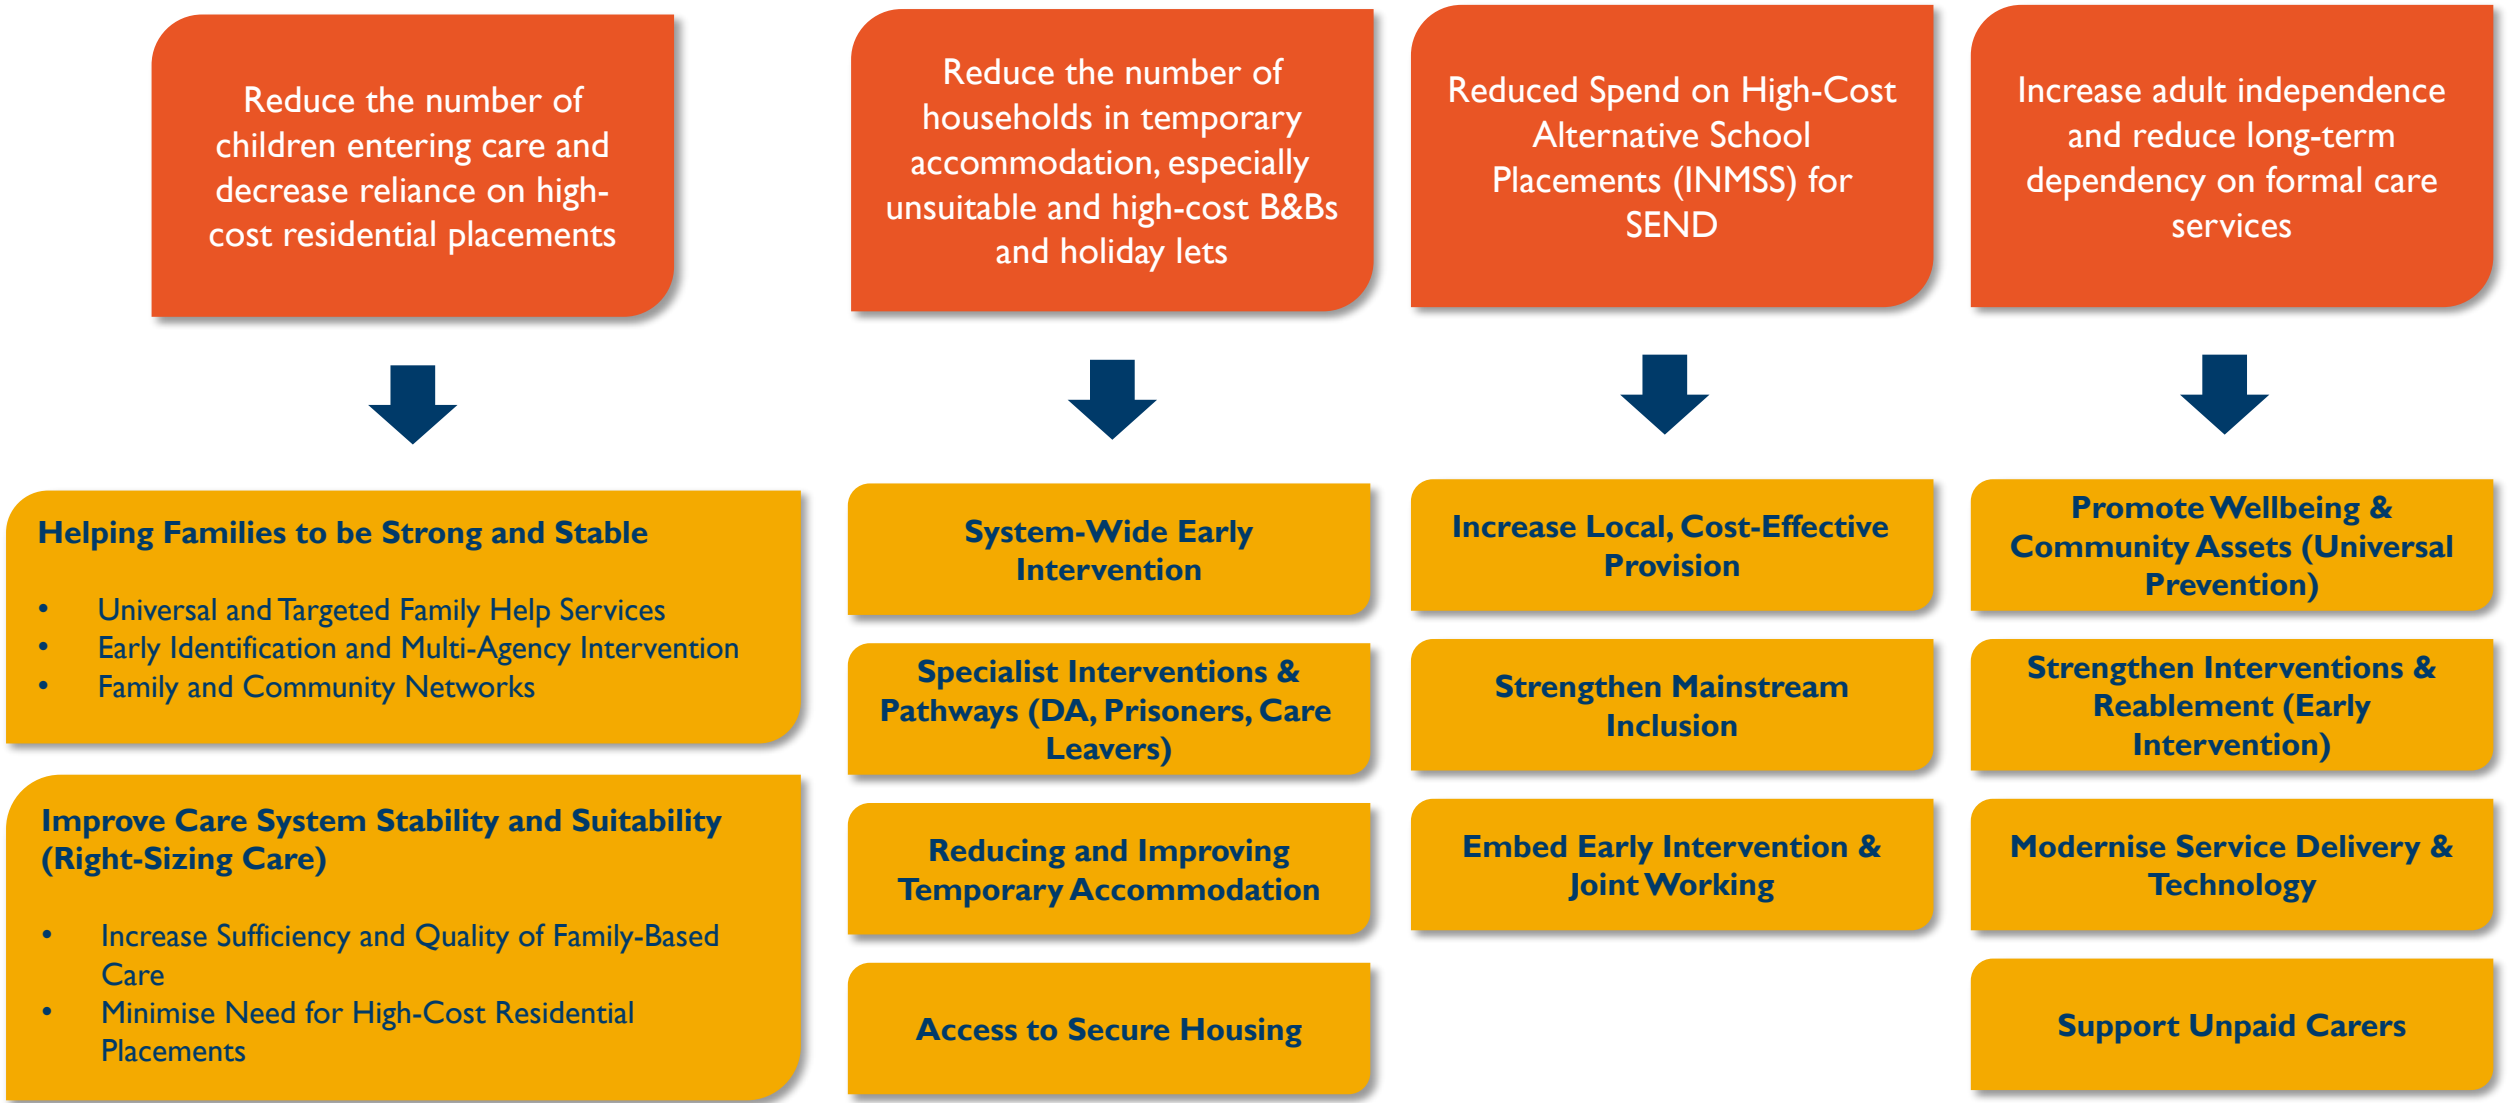 Reduce the number of
children entering care and
decrease reliance on high-
cost residential placements
Reduce the number of
households in temporary
accommodation, especially
unsuitable and high-cost B&Bs
and holiday lets
Reduced Spend on High-Cost
Alternative School
Placements (INMSS) for
SEND
Increase adult independence
and reduce long-term
dependency on formal care
services
Helping Families to be Strong and Stable
• Universal and Targeted Family Help Services
• Early Identification and Multi-Agency Intervention
• Family and Community Networks
Improve Care System Stability and Suitability
(Right-Sizing Care)
• Increase Sufficiency and Quality of Family-Based
Care
• Minimise Need for High-Cost Residential
Placements
System-Wide Early
Intervention
Specialist Interventions &
Pathways (DA, Prisoners, Care
Leavers)
Reducing and Improving
Temporary Accommodation
Access to Secure Housing
Increase Local, Cost-Effective
Provision
Strengthen Mainstream
Inclusion
Embed Early Intervention &
Joint Working
Promote Wellbeing &
Community Assets (Universal
Prevention)
Strengthen Interventions &
Reablement (Early
Intervention)
Modernise Service Delivery &
Technology
Support Unpaid Carers